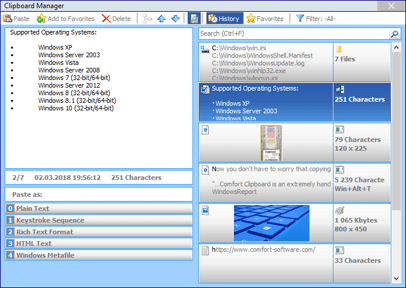 Clipboard Manager
Paste Add to Favorites Delete History Favorites Filter: -All-
Supported Operating Systems:
• Windows XP
• Windows Server 2003
• Windows Vista
• Windows Server 2008
• Windows 7 (32-bit/64-bit)
• Windows Server 2012
• Windows 8 (32-bit/64-bit)
• Windows 8.1 (32-bit/64-bit)
• Windows 10 (32-bit/64-bit)
2/7 02.03.2018 19:56:12 251 Characters
Paste as:
0 Plain Text
1 Keystroke Sequence
2 Rich Text Format
3 HTML Text
4 Windows Metafile
Search (Ctrl+F)
C:\Windows\win.ini
C:\Windows\WindowsShell.Manifest
C:\Windows\WindowsUpdate.log
C:\Windows\winhlp32.exe
7 Files
Supported Operating Systems:
• Windows XP
• Windows Server 2003
• Windows Vista
251 Characters
79 Characters
120 x 225
Now you don't have to worry that copying
"...Comfort Clipboard is an extremely hand
WindowsReport
5 239 Characte
Win+Alt+T
1 065 Kbytes
800 x 450
https://www.comfort-software.com/
33 Characters